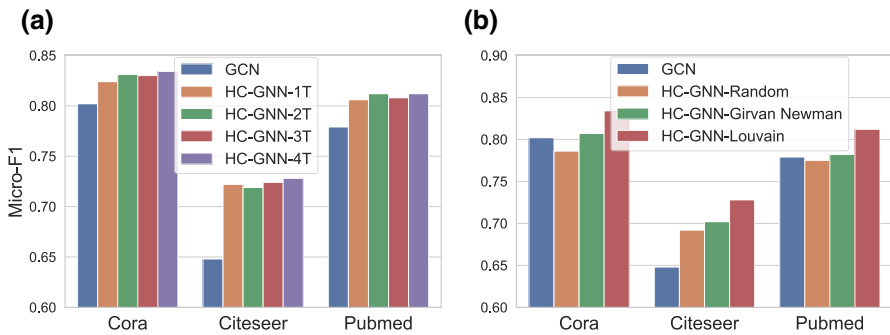 (a)
Micro-F1
0.85
0.80
0.75
0.70
0.65
0.60
GCN
HC-GNN-1T
HC-GNN-2T
HC-GNN-3T
HC-GNN-4T
Cora Citeseer Pubmed
(b)
0.90
0.85
0.80
0.75
0.70
0.65
0.60
GCN
HC-GNN-Random
HC-GNN-Girvan Newman
HC-GNN-Louvain
Cora Citeseer Pubmed